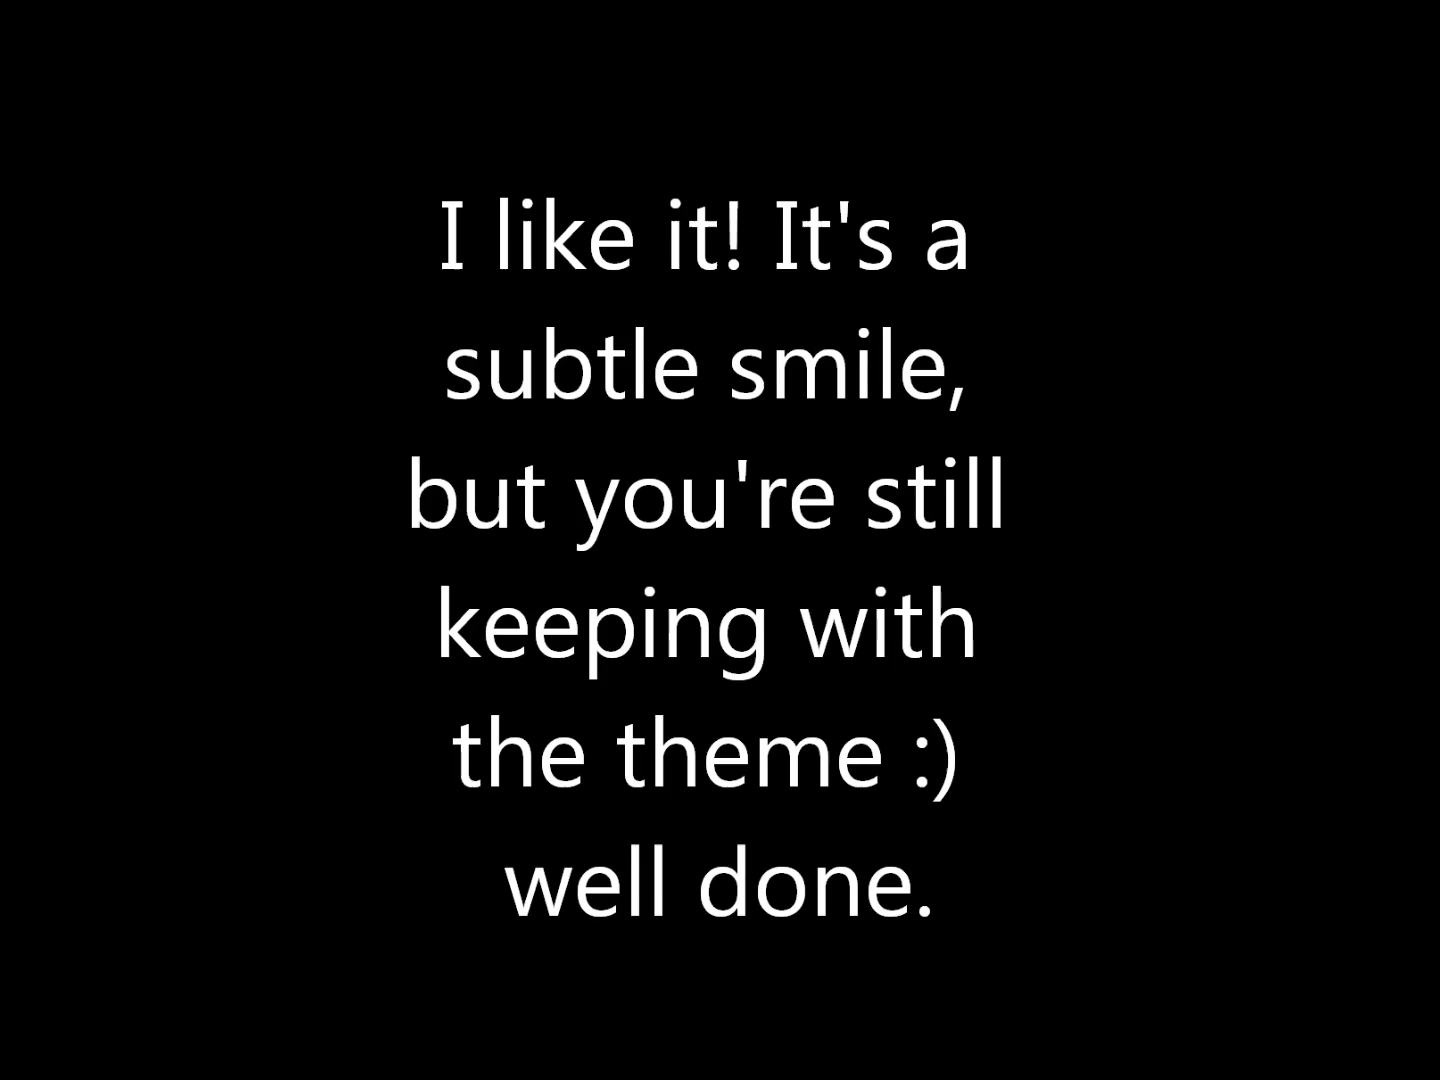 I like it! It's a
subtle smile,
but you're still
keeping with
the theme :)
well done.